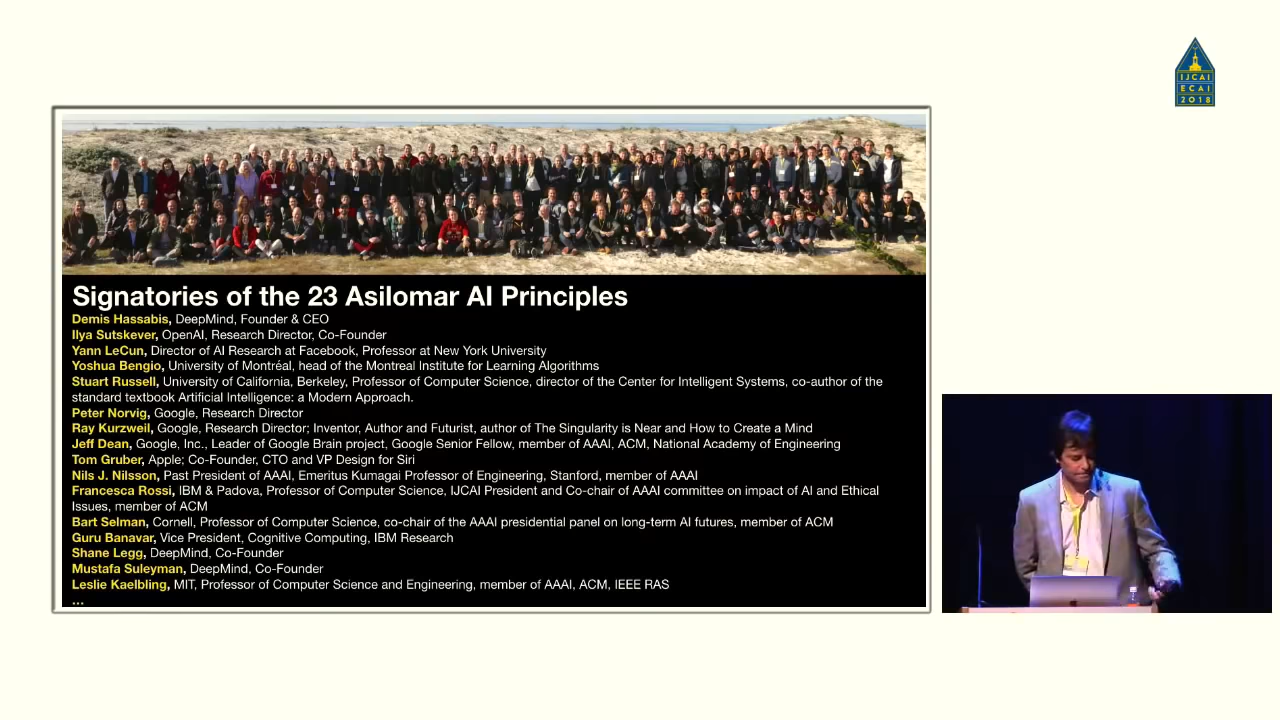 IJCAI
ECAI
2018
Signatories of the 23 Asilomar AI Principles
Demis Hassabis, DeepMind, Founder & CEO
Ilya Sutskever, OpenAI, Research Director, Co-Founder
Yann LeCun, Director of AI Research at Facebook, Professor at New York University
Yoshua Bengio, University of Montréal, head of the Montreal Institute for Learning Algorithms
Stuart Russell, University of California, Berkeley, Professor of Computer Science, director of the Center for Intelligent Systems, co-author of the
standard textbook Artificial Intelligence: a Modern Approach.
Peter Norvig, Google, Research Director
Ray Kurzweil, Google, Research Director; Inventor, Author and Futurist, author of The Singularity is Near and How to Create a Mind
Jeff Dean, Google, Inc., Leader of Google Brain project, Google Senior Fellow, member of AAAI, ACM, National Academy of Engineering
Tom Gruber, Apple; Co-Founder, CTO and VP Design for Siri
Nils J. Nilsson, Past President of AAAI, Emeritus Kumagai Professor of Engineering, Stanford, member of AAAI
Francesca Rossi, IBM & Padova, Professor of Computer Science, IJCAI President and Co-chair of AAAI committee on impact of AI and Ethical
Issues, member of ACM
Bart Selman, Cornell, Professor of Computer Science, co-chair of the AAAI presidential panel on long-term AI futures, member of ACM
Guru Banavar, Vice President, Cognitive Computing, IBM Research
Shane Legg, DeepMind, Co-Founder
Mustafa Suleyman, DeepMind, Co-Founder
Leslie Kaelbling, MIT, Professor of Computer Science and Engineering, member of AAAI, ACM, IEEE RAS
...